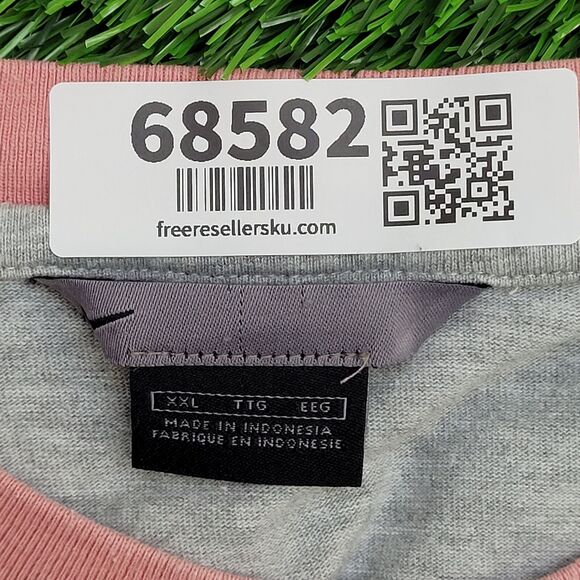 68582
freeresellersku.com
XXL TTG EEG
MADE IN INDONESIA
FABRIQUE EN INDONESIE